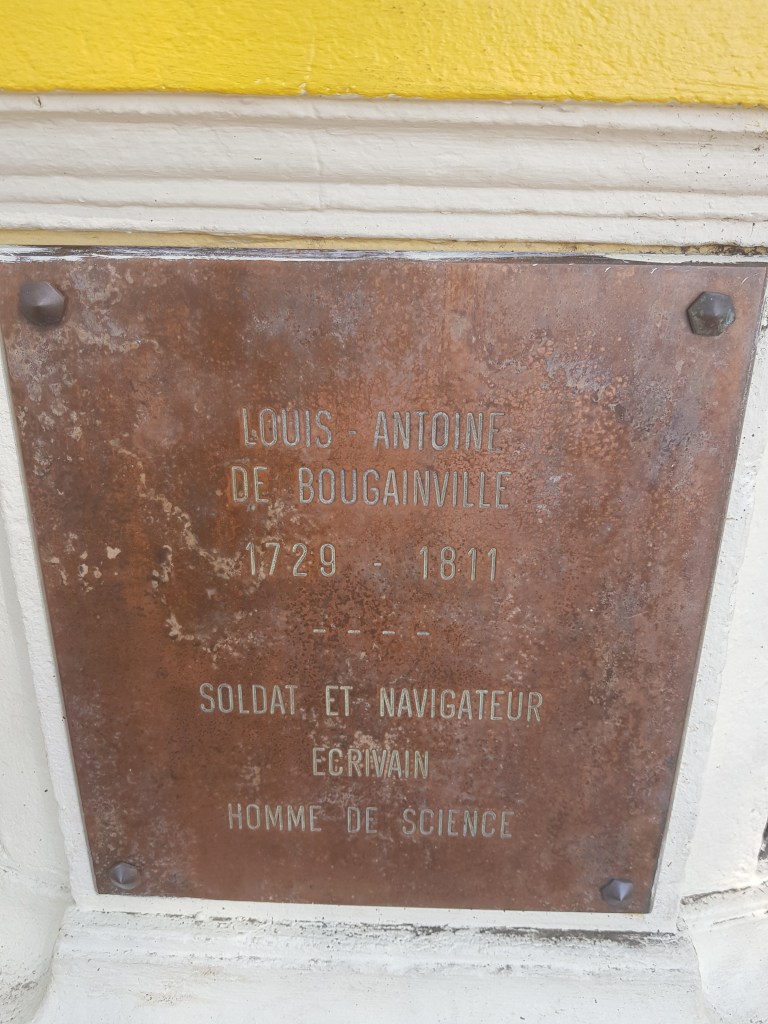 LOUIS - ANTOINE
DE BOUGAINVILLE
1729 - 1811
- - - -
SOLDAT ET NAVIGATEUR
ECRIVAIN
HOMME DE SCIENCE